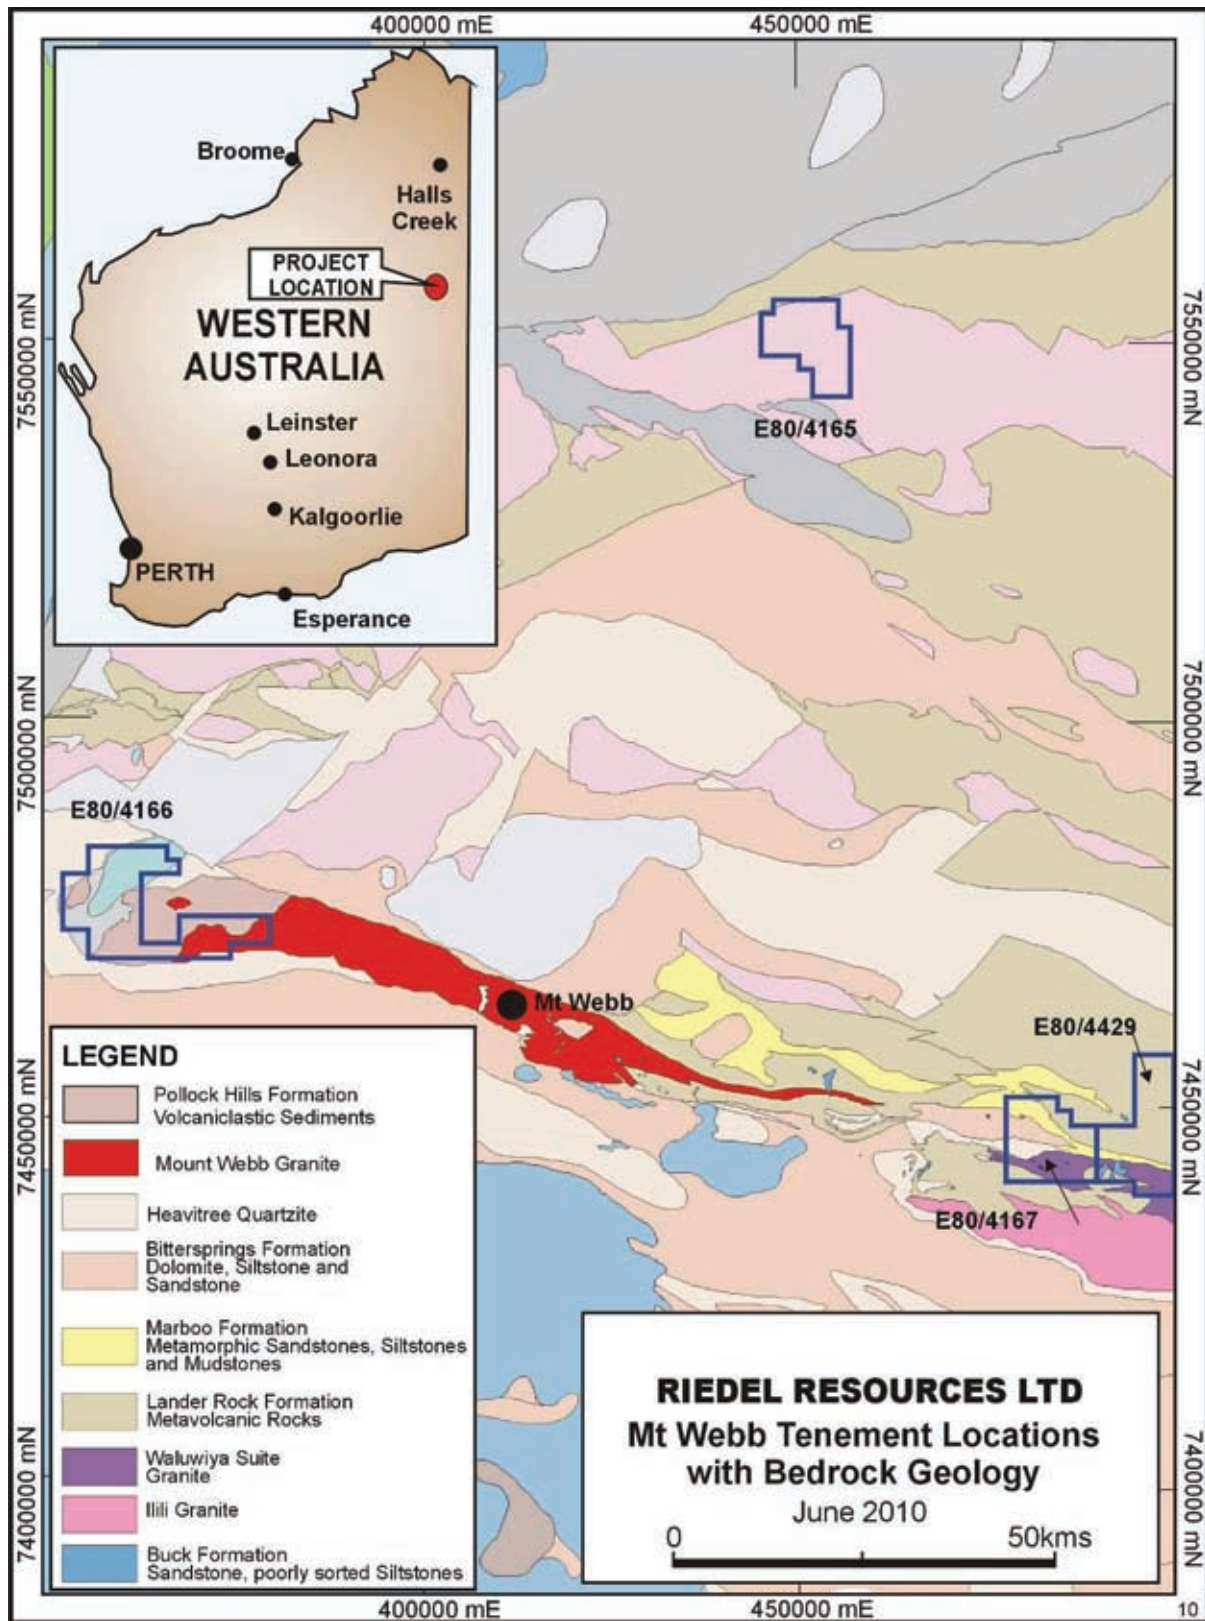 400000 mE
450000 mE
Broome
Halls
Creek
PROJECT
LOCATION
WESTERN
AUSTRALIA
Leinster
Leonora
Kalgoorlie
PERTH
Esperance
7550000 mN
7550000 mN
E80/4165
7500000 mN
7500000 mN
E80/4166
Mt Webb
E80/4429
E80/4167
7450000 mN
7450000 mN
LEGEND
Pollock Hills Formation
Volcaniclastic Sediments
Mount Webb Granite
Heavitree Quartzite
Bittersprings Formation
Dolomite, Siltstone and
Sandstone
Marboo Formation
Metamorphic Sandstones, Siltstones
and Mudstones
Lander Rock Formation
Metavolcanic Rocks
Waluwiya Suite
Granite
Ilili Granite
Buck Formation
Sandstone, poorly sorted Siltstones
RIEDEL RESOURCES LTD
Mt Webb Tenement Locations
with Bedrock Geology
June 2010
0
50kms
7400000 mN
7400000 mN
400000 mE
450000 mE
10